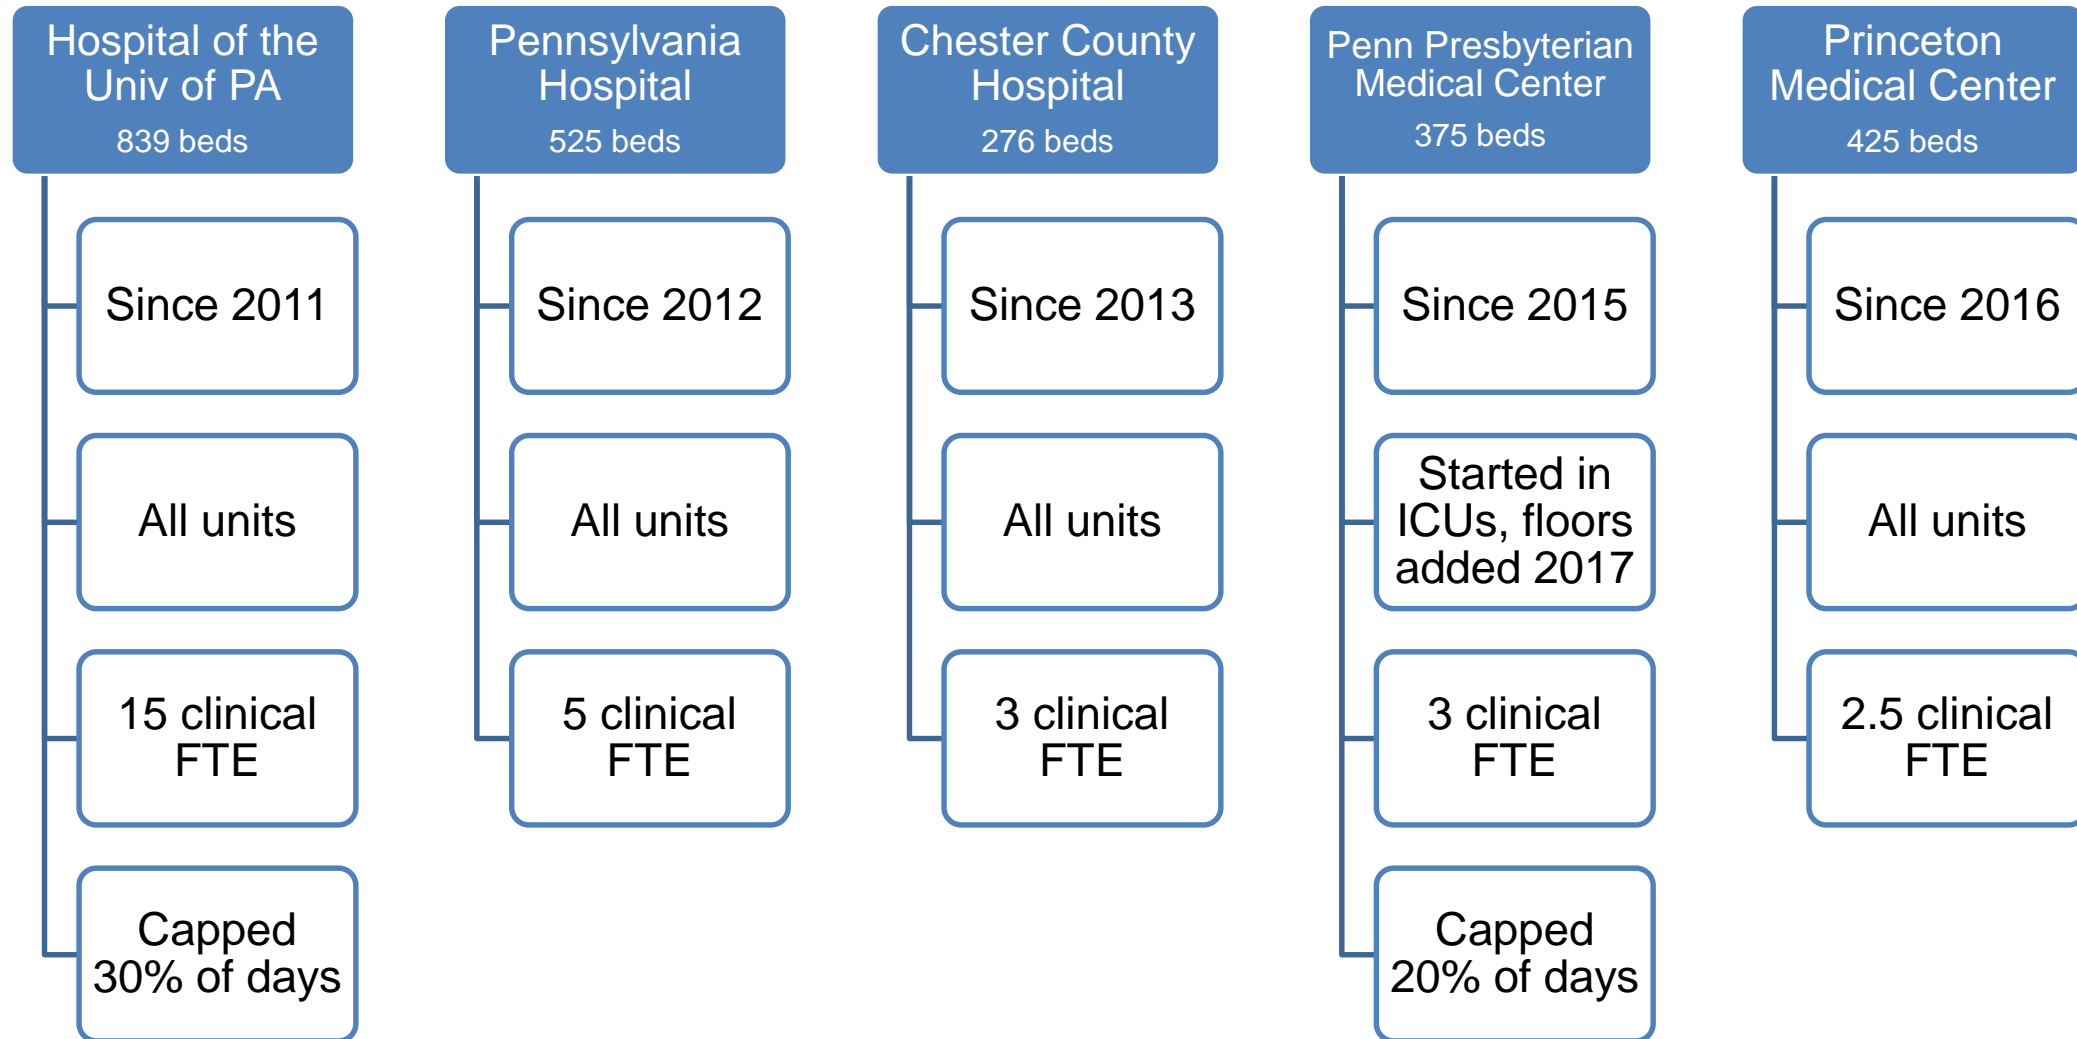 Hospital of the
Univ of PA
839 beds
Since 2011
All units
15 clinical
FTE
Capped
30% of days
Pennsylvania
Hospital
525 beds
Since 2012
All units
5 clinical
FTE
Chester County
Hospital
276 beds
Since 2013
All units
3 clinical
FTE
Penn Presbyterian
Medical Center
375 beds
Since 2015
Started in
ICUs, floors
added 2017
3 clinical
FTE
Capped
20% of days
Princeton
Medical Center
425 beds
Since 2016
All units
2.5 clinical
FTE